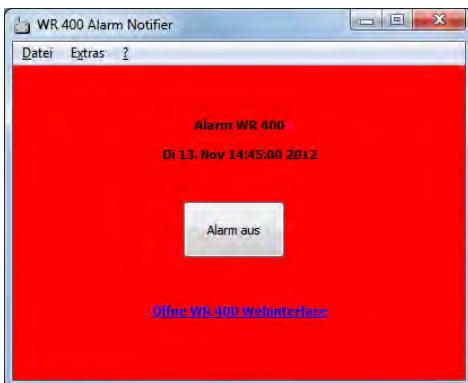 WR 400 Alarm Notifier
Datei Extras ?
Alarm WR 400
Di 13. Nov 14:45:00 2012
Alarm aus
Öffne WR 400 Webinterface